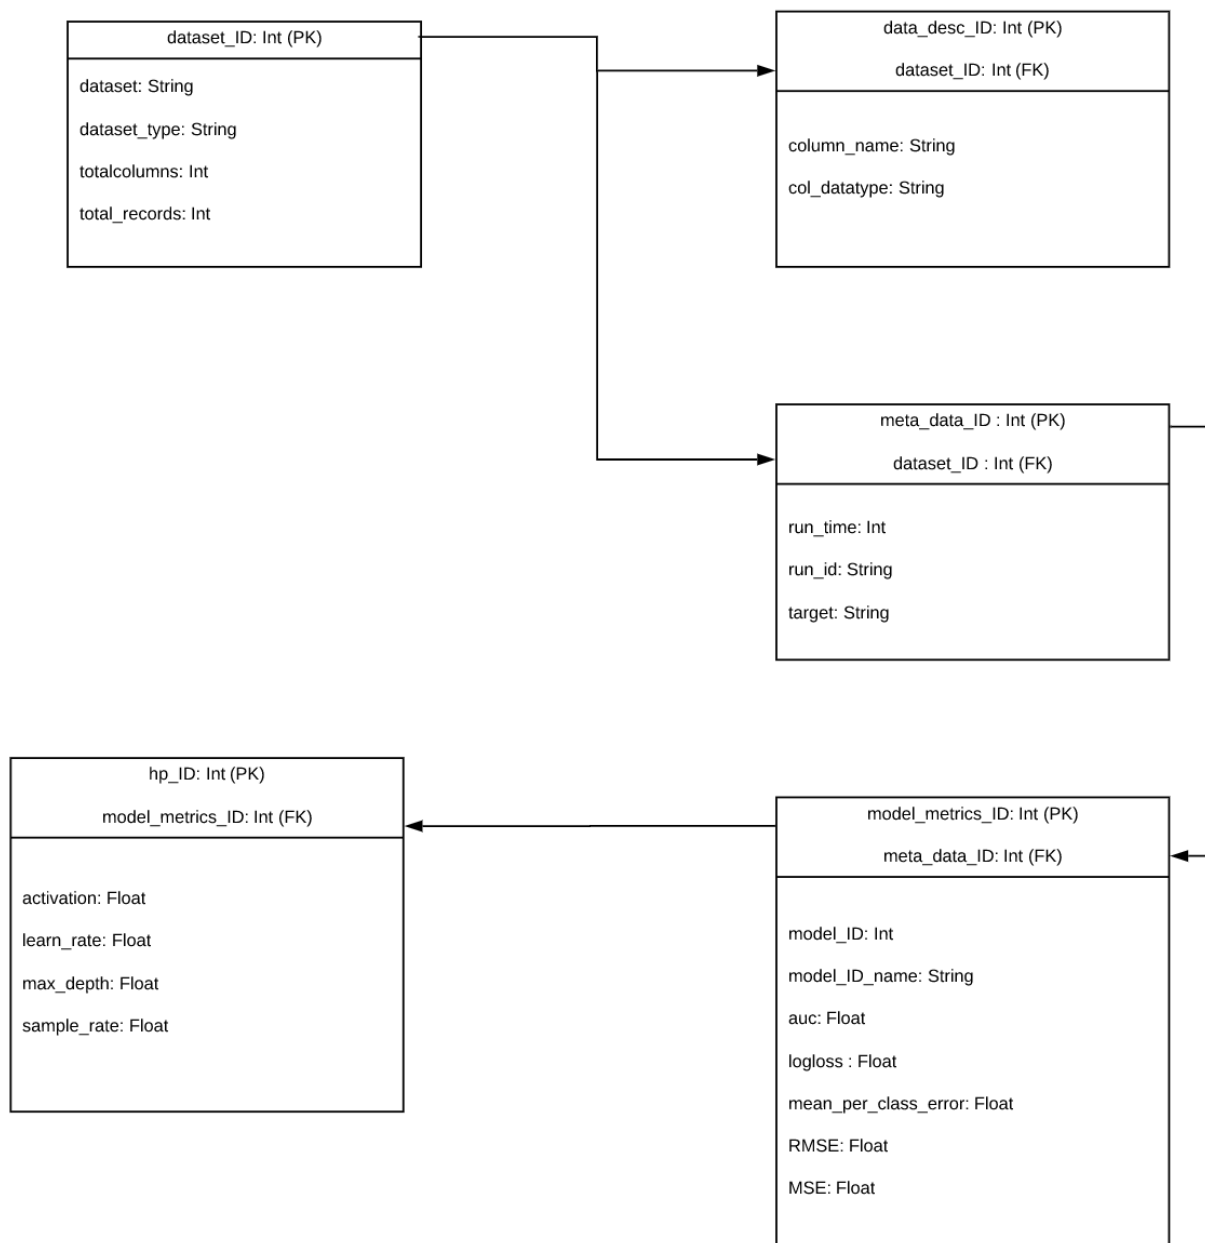 dataset_ID: Int (PK)
dataset: String
dataset_type: String
totalcolumns: Int
total_records: Int
data_desc_ID: Int (PK)
dataset_ID: Int (FK)
column_name: String
col_datatype: String
meta_data_ID : Int (PK)
dataset_ID : Int (FK)
run_time: Int
run_id: String
target: String
hp_ID: Int (PK)
model_metrics_ID: Int (FK)
activation: Float
learn_rate: Float
max_depth: Float
sample_rate: Float
model_metrics_ID: Int (PK)
meta_data_ID: Int (FK)
model_ID: Int
model_ID_name: String
auc: Float
logloss : Float
mean_per_class_error: Float
RMSE: Float
MSE: Float